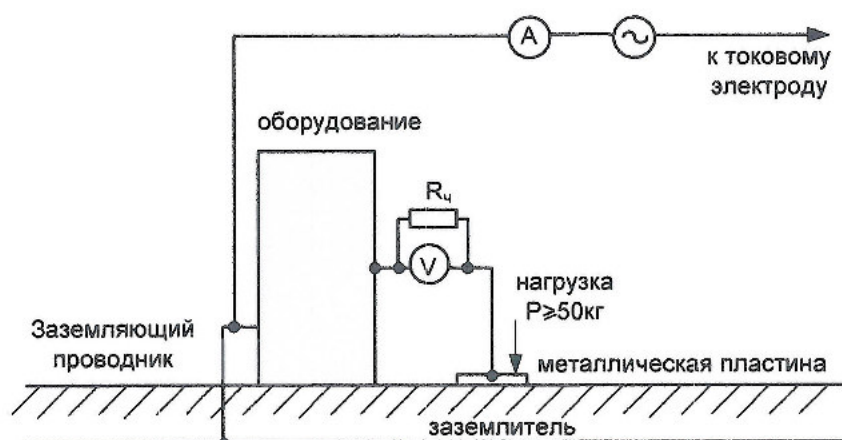 А
к токовому
электроду
оборудование
Rч
V
нагрузка
P⩾50кг
Заземляющий
проводник
металлическая пластина
заземлитель